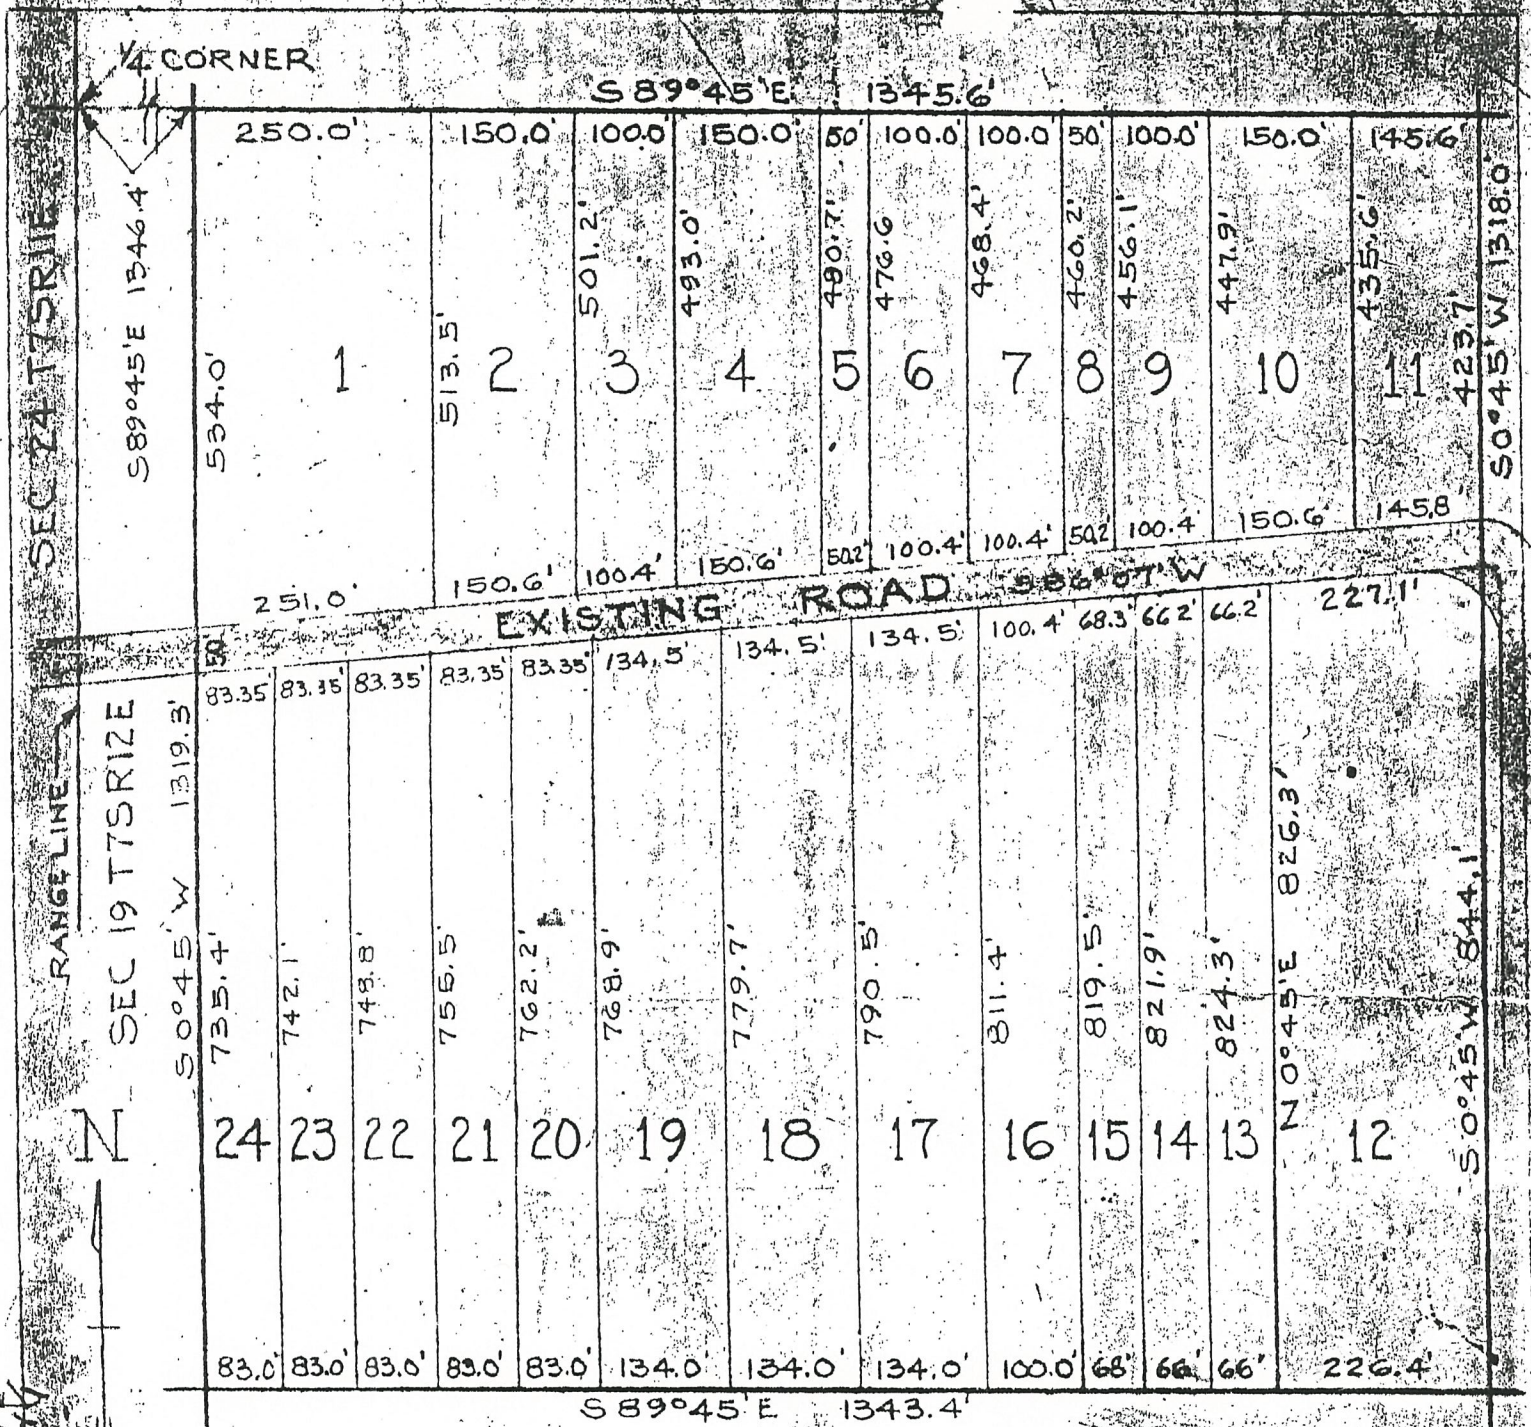 ¼ CORNER
S 89°45'E 1345.6'
250.0' 150.0' 100.0' 150.0' 50' 100.0' 100.0 50' 100.0' 150.0' 145.6'
SEC 24 T7SR11E
S89°45'E 1346.4'
534.0' 513.5' 501.2' 493.0' 480.7' 476.6 468.4' 460.2' 456.1' 447.9' 435.6' 423.7'
S0°45'W 1318.0'
1 2 3 4 5 6 7 8 9 10 11
251.0' 150.6' 100.4' 150.6' 50.2' 100.4' 100.4' 50.2' 100.4' 150.6' 145.8'
EXISTING ROAD S86°07'W
50'
83.35' 83.35' 83.35' 83.35' 83.35' 134.5' 134.5' 134.5' 100.4' 68.3' 66.2' 66.2' 227.1'
RANGE LINE
SEC 19 T7SR12E
S0°45'W 1319.3'
735.4' 742.1' 748.8' 755.5' 762.2' 768.9' 779.7' 790.5' 811.4' 819.5' 821.9' 824.3'
N0°45'E 826.3'
S0°45'W 844.1'
N
24 23 22 21 20 19 18 17 16 15 14 13 12
83.0' 83.0' 83.0' 83.0' 83.0' 134.0' 134.0' 134.0' 100.0' 68' 66' 66' 226.4'
S 89°45'E 1343.4'